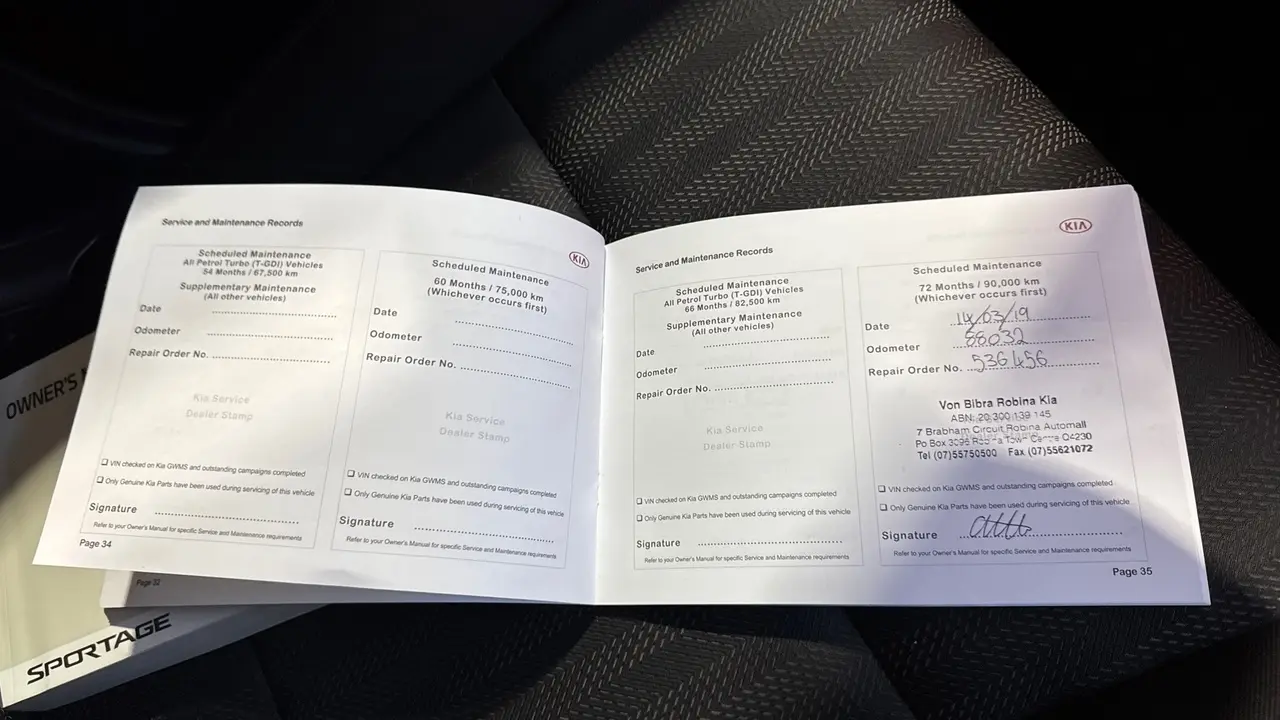 Service and Maintenance Records
Scheduled Maintenance
All Petrol Turbo (T-GDI) Vehicles
54 Months / 67,500 km
Supplementary Maintenance
(All other vehicles)
Date
Odometer
Repair Order No.
Kia Service
Dealer Stamp
❑ VIN checked on Kia GWMS and outstanding campaigns completed
❑ Only Genuine Kia Parts have been used during servicing of this vehicle
Signature
Refer to your Owner's Manual for specific Service and Maintenance requirements
Page 34
KIA
Scheduled Maintenance
60 Months / 75,000 km
(Whichever occurs first)
Date
Odometer
Repair Order No.
Kia Service
Dealer Stamp
❑ VIN checked on Kia GWMS and outstanding campaigns completed
❑ Only Genuine Kia Parts have been used during servicing of this vehicle
Signature
Refer to your Owner's Manual for specific Service and Maintenance requirements
Service and Maintenance Records
Scheduled Maintenance
All Petrol Turbo (T-GDI) Vehicles
66 Months / 82,500 km
Supplementary Maintenance
(All other vehicles)
Date
Odometer
Repair Order No.
Kia Service
Dealer Stamp
❑ VIN checked on Kia GWMS and outstanding campaigns completed
❑ Only Genuine Kia Parts have been used during servicing of this vehicle
Signature
Refer to your Owner's Manual for specific Service and Maintenance requirements
KIA
Scheduled Maintenance
72 Months / 90,000 km
(Whichever occurs first)
Date 14/03/19
Odometer
Repair Order No. 536456
Von Bibra Robina Kia
ABN: 20 300 139 145
7 Brabham Circuit Robina Automall
Po Box 3096 Robina Town Centre Q4230
Tel (07)55750500 Fax (07)55621072
❑ VIN checked on Kia GWMS and outstanding campaigns completed
❑ Only Genuine Kia Parts have been used during servicing of this vehicle
Signature
Refer to your Owner's Manual for specific Service and Maintenance requirements
Page 35
Page 32
OWNER'S
SPORTAGE